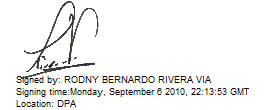 Signed by: RODNY BERNARDO RIVERA VIA
Signing time:Monday, September 6 2010, 22:13:53 GMT
Location: DPA